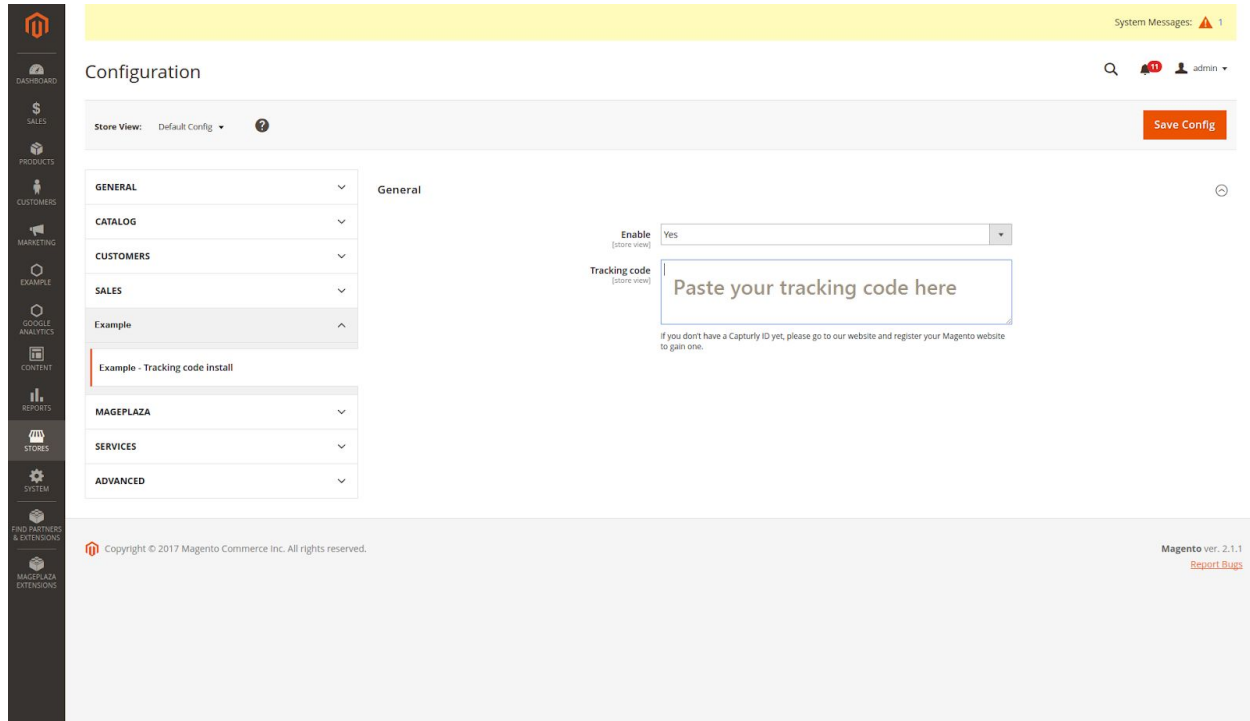 System Messages: 1
DASHBOARD
SALES
PRODUCTS
CUSTOMERS
MARKETING
EXAMPLE
GOOGLE
ANALYTICS
CONTENT
REPORTS
STORES
SYSTEM
FIND PARTNERS
& EXTENSIONS
MAGEPLAZA
EXTENSIONS
Configuration
11 admin
Store View: Default Config ?
Save Config
GENERAL
CATALOG
CUSTOMERS
SALES
Example
Example - Tracking code install
MAGEPLAZA
SERVICES
ADVANCED
General
Enable Yes
[store view]
Tracking code
[store view]
Paste your tracking code here
If you don't have a Capturly ID yet, please go to our website and register your Magento website
to gain one.
Copyright © 2017 Magento Commerce Inc. All rights reserved.
Magento ver. 2.1.1
Report Bugs